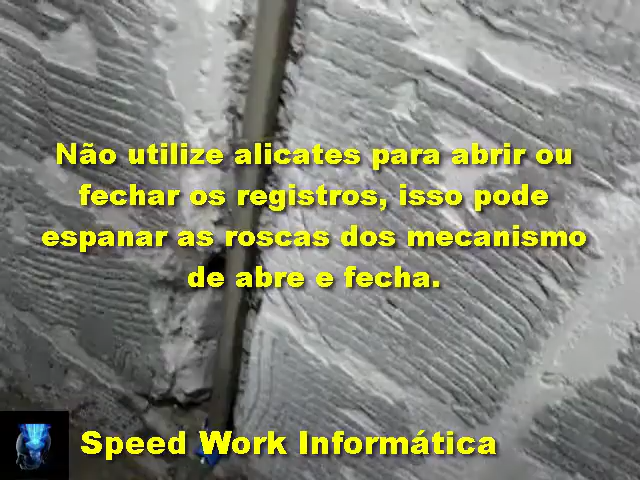 Não utilize alicates para abrir ou
fechar os registros, isso pode
espanar as roscas dos mecanismo
de abre e fecha.
Speed Work Informática